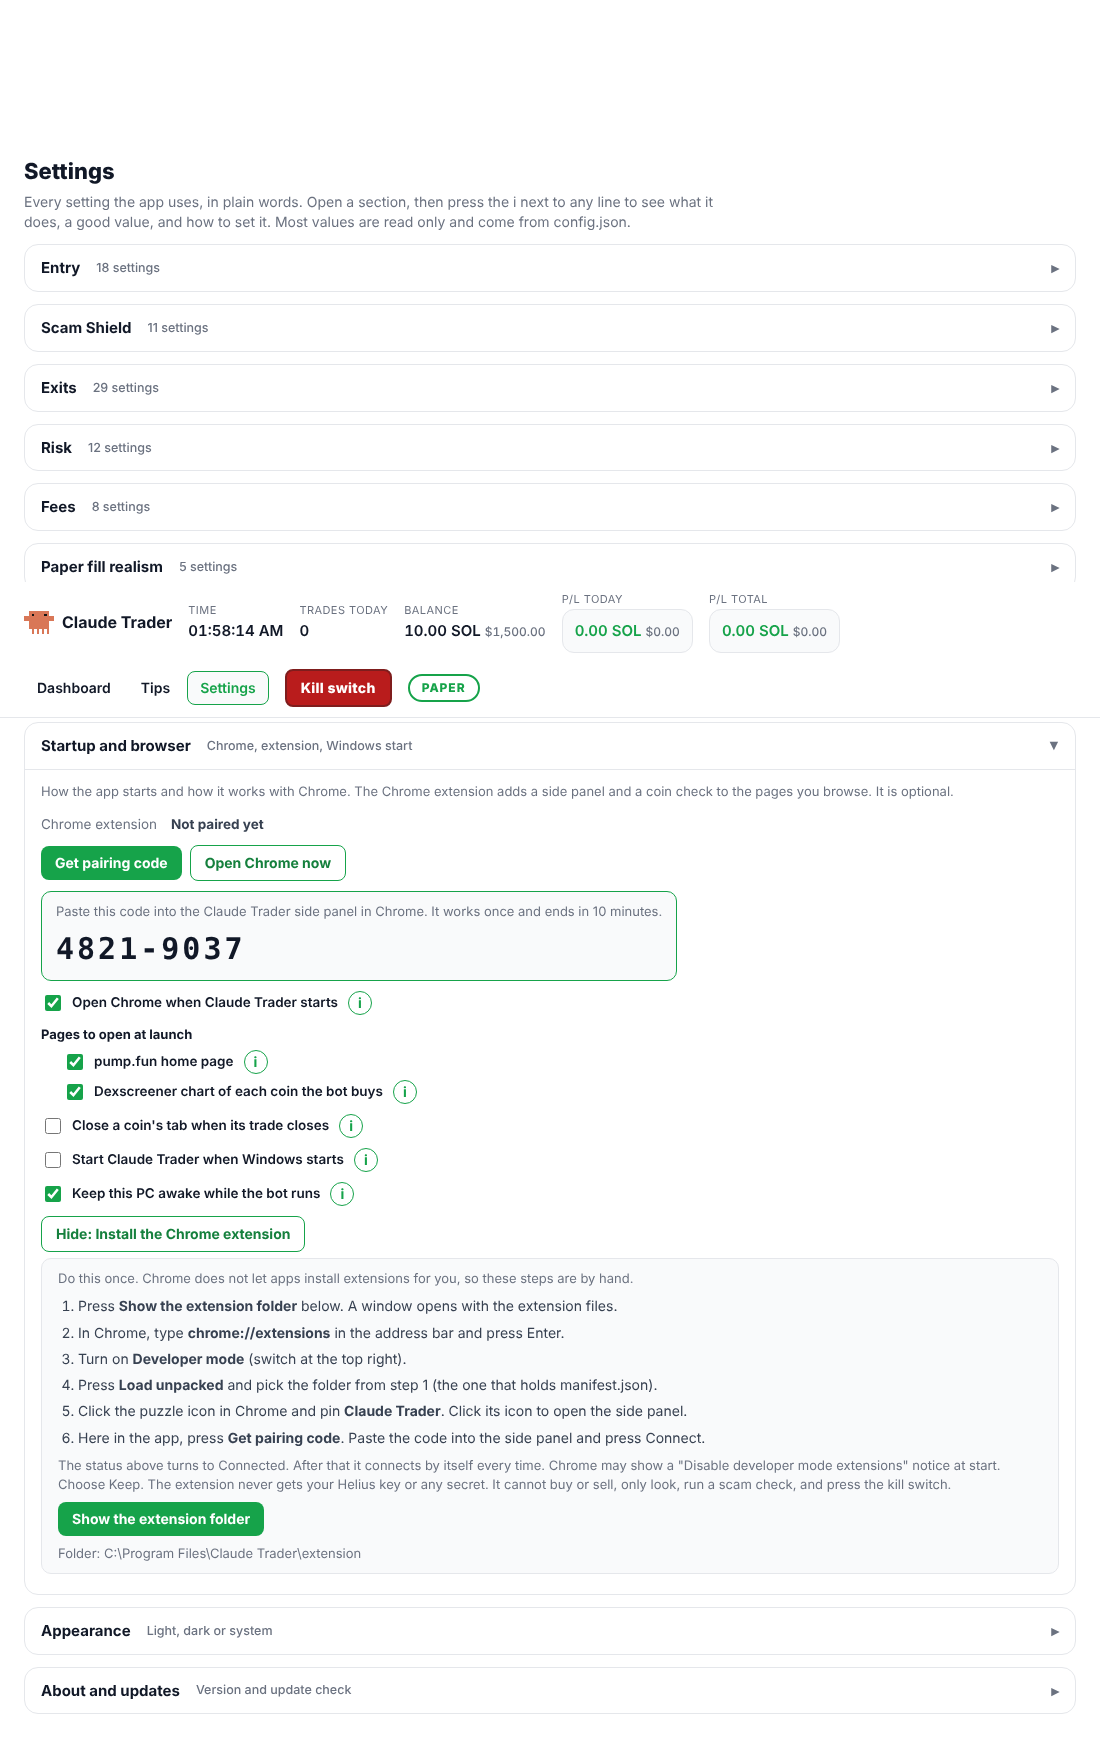 Settings
Every setting the app uses, in plain words. Open a section, then press the i next to any line to see what it
does, a good value, and how to set it. Most values are read only and come from config.json.
Entry 18 settings
Scam Shield 11 settings
Exits 29 settings
Risk 12 settings
Fees 8 settings
Paper fill realism 5 settings
Claude Trader
TIME
01:58:14 AM
TRADES TODAY
0
BALANCE
10.00 SOL $1,500.00
P/L TODAY
0.00 SOL $0.00
P/L TOTAL
0.00 SOL $0.00
Dashboard Tips Settings Kill switch PAPER
Startup and browser Chrome, extension, Windows start
How the app starts and how it works with Chrome. The Chrome extension adds a side panel and a coin check to the pages you browse. It is optional.
Chrome extension Not paired yet
Get pairing code Open Chrome now
Paste this code into the Claude Trader side panel in Chrome. It works once and ends in 10 minutes.
4821-9037
Open Chrome when Claude Trader starts i
Pages to open at launch
pump.fun home page i
Dexscreener chart of each coin the bot buys i
Close a coin's tab when its trade closes i
Start Claude Trader when Windows starts i
Keep this PC awake while the bot runs i
Hide: Install the Chrome extension
Do this once. Chrome does not let apps install extensions for you, so these steps are by hand.
1. Press Show the extension folder below. A window opens with the extension files.
2. In Chrome, type chrome://extensions in the address bar and press Enter.
3. Turn on Developer mode (switch at the top right).
4. Press Load unpacked and pick the folder from step 1 (the one that holds manifest.json).
5. Click the puzzle icon in Chrome and pin Claude Trader. Click its icon to open the side panel.
6. Here in the app, press Get pairing code. Paste the code into the side panel and press Connect.
The status above turns to Connected. After that it connects by itself every time. Chrome may show a "Disable developer mode extensions" notice at start.
Choose Keep. The extension never gets your Helius key or any secret. It cannot buy or sell, only look, run a scam check, and press the kill switch.
Show the extension folder
Folder: C:\Program Files\Claude Trader\extension
Appearance Light, dark or system
About and updates Version and update check